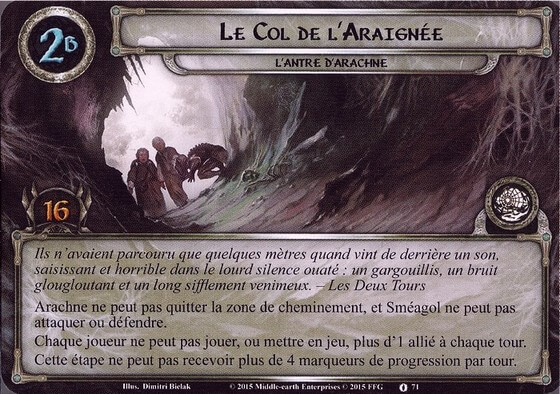 2B
LE COL DE L'ARAIGNÉE
L'ANTRE D'ARACHNE
16
Ils n'avaient parcouru que quelques mètres quand vint de derrière un son,
saisissant et horrible dans le lourd silence ouaté : un gargouillis, un bruit
glougloutant et un long sifflement venimeux. – Les Deux Tours
Arachne ne peut pas quitter la zone de cheminement, et Sméagol ne peut pas
attaquer ou défendre.
Chaque joueur ne peut pas jouer, ou mettre en jeu, plus d'1 allié à chaque tour.
Cette étape ne peut pas recevoir plus de 4 marqueurs de progression par tour.
Illus. Dimitri Bielak © 2015 Middle-earth Enterprises © 2015 FFG 71